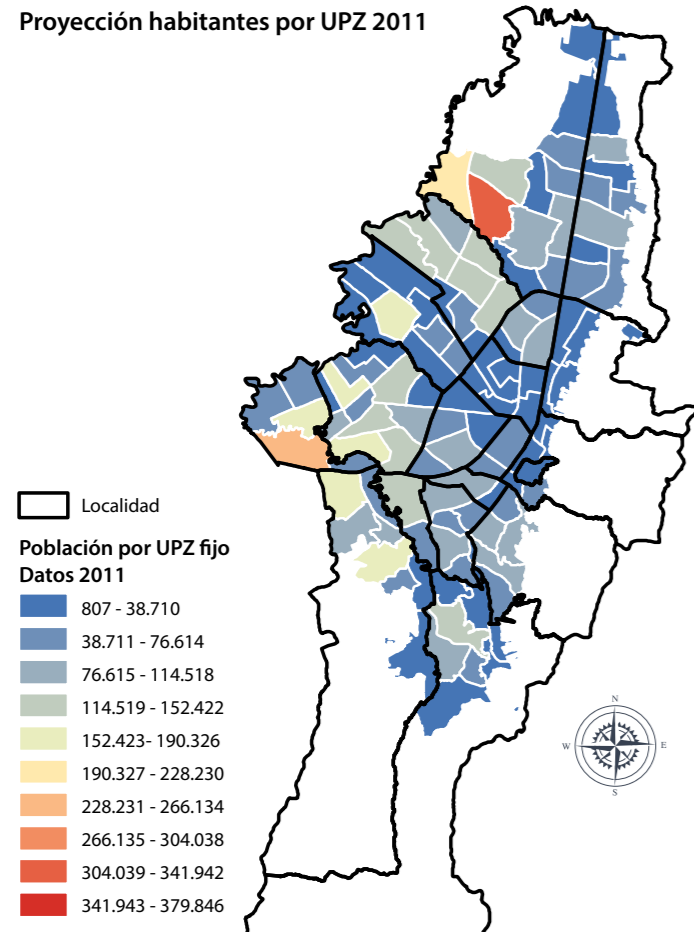 Proyección habitantes por UPZ 2011
Localidad
Población por UPZ fijo
Datos 2011
807 - 38.710
38.711 - 76.614
76.615 - 114.518
114.519 - 152.422
152.423- 190.326
190.327 - 228.230
228.231 - 266.134
266.135 - 304.038
304.039 - 341.942
341.943 - 379.846
N
W
E
S